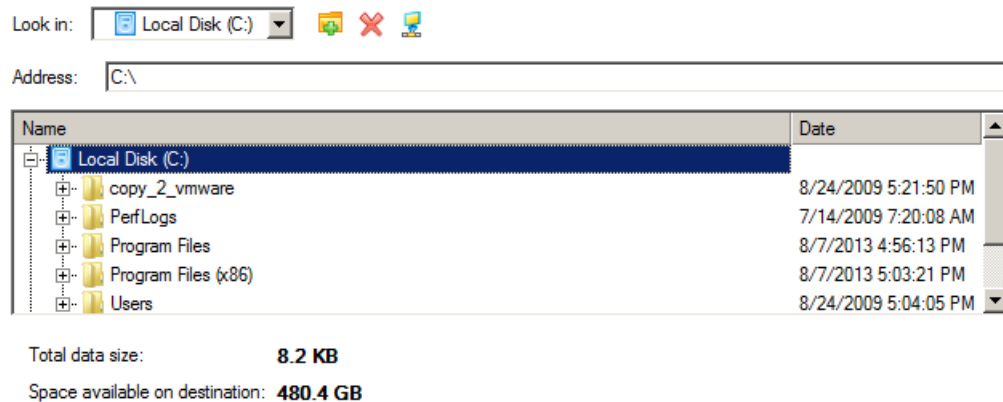 Look in: Local Disk (C:)
Address: C:\
Name Date
Local Disk (C:)
copy_2_vmware 8/24/2009 5:21:50 PM
PerfLogs 7/14/2009 7:20:08 AM
Program Files 8/7/2013 4:56:13 PM
Program Files (x86) 8/7/2013 5:03:21 PM
Users 8/24/2009 5:04:05 PM
Total data size: 8.2 KB
Space available on destination: 480.4 GB